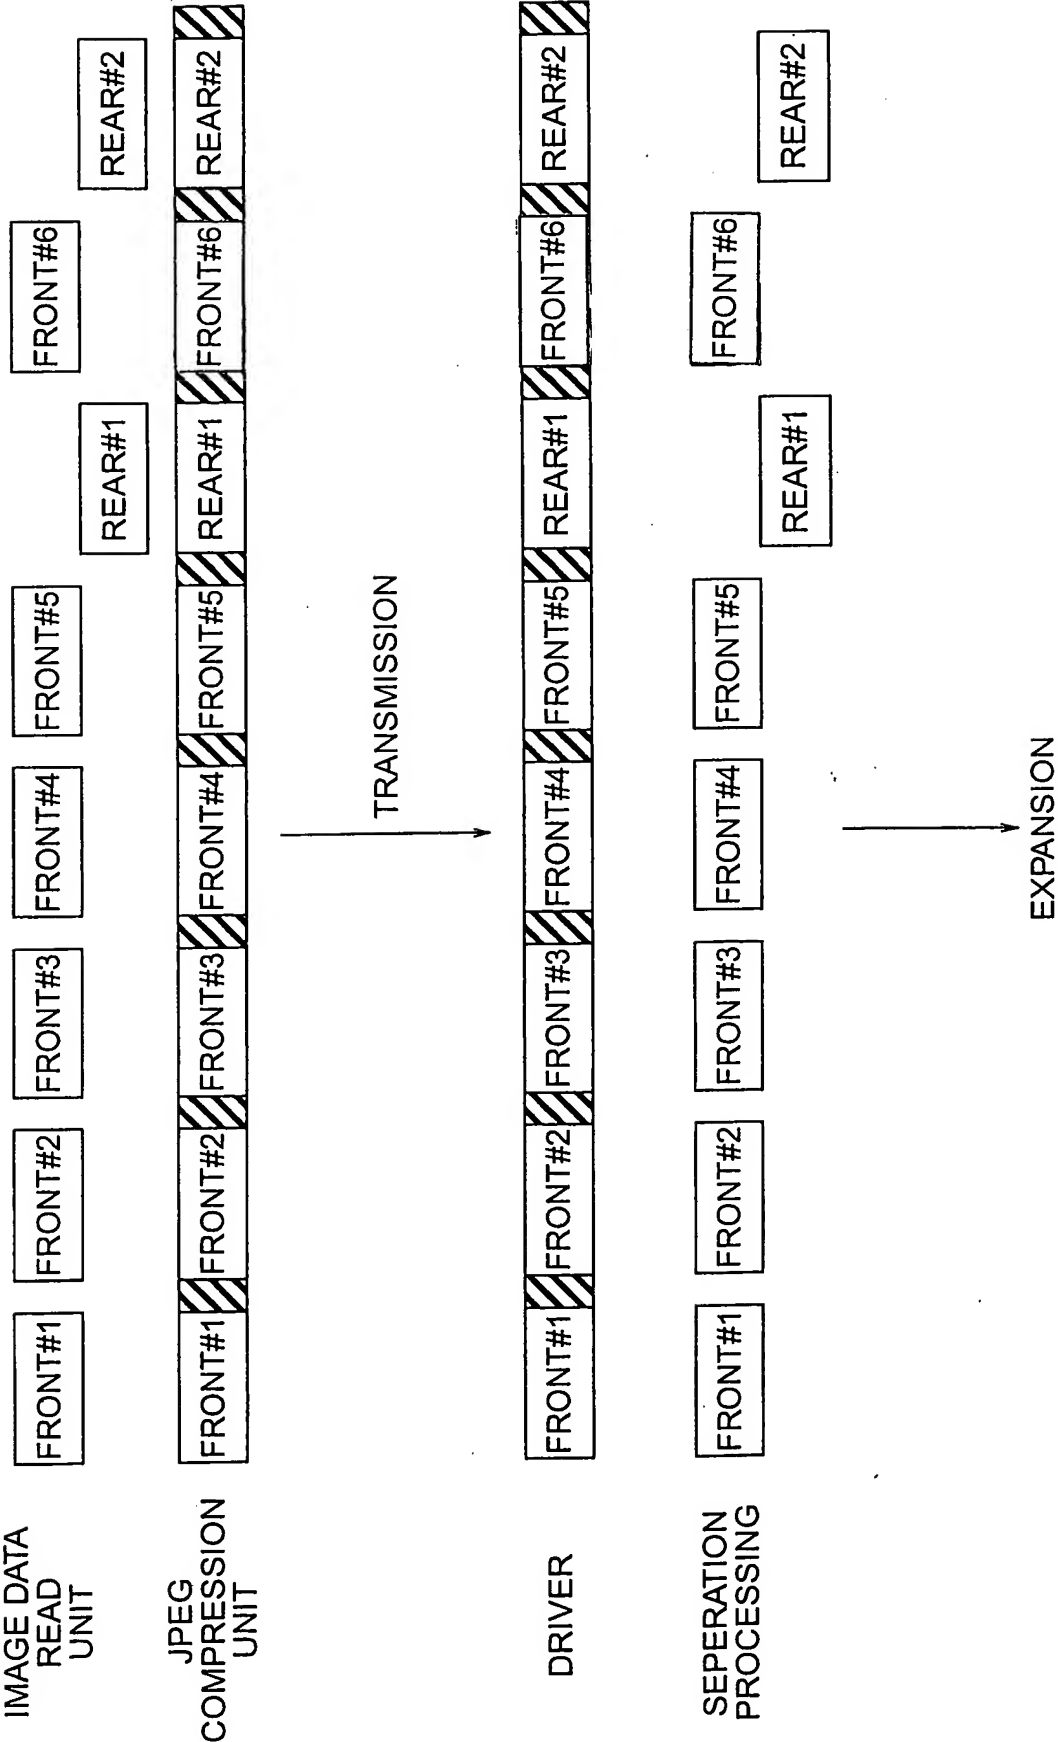 IMAGE DATA
READ
UNIT
FRONT#1
FRONT#2
FRONT#3
FRONT#4
FRONT#5
FRONT#6
REAR#1
REAR#2
JPEG
COMPRESSION
UNIT
FRONT#1
FRONT#2
FRONT#3
FRONT#4
FRONT#5
REAR#1
FRONT#6
REAR#2
TRANSMISSION
DRIVER
FRONT#1
FRONT#2
FRONT#3
FRONT#4
FRONT#5
REAR#1
FRONT#6
REAR#2
SEPERATION
PROCESSING
FRONT#1
FRONT#2
FRONT#3
FRONT#4
FRONT#5
FRONT#6
REAR#1
REAR#2
EXPANSION